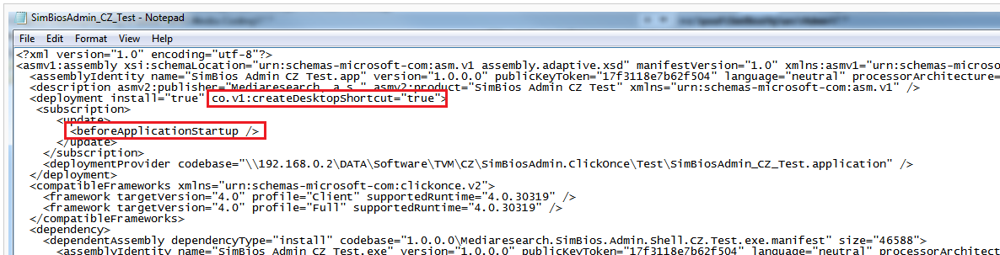 SimBiosAdmin_CZ_Test - Notepad
File Edit Format View Help
<?xml version="1.0" encoding="utf-8"?>
<asmv1:assembly xsi:schemaLocation="urn:schemas-microsoft-com:asm.v1 assembly.adaptive.xsd" manifestVersion="1.0" xmlns:asmv1="urn:schemas-microso
<assemblyIdentity name="SimBios Admin CZ Test.app" version="1.0.0.0" publicKeyToken="17f3118e7b62f504" language="neutral" processorArchitecture=
<description asmv2:publisher="Mediaresearch, a.s." asmv2:product="SimBios Admin CZ Test" xmlns="urn:schemas-microsoft-com:asm.v1" />
<deployment install="true" co.v1:createDesktopShortcut="true">
<subscription>
<update>
<beforeApplicationStartup />
</update>
</subscription>
<deploymentProvider codebase="\\192.168.0.2\DATA\Software\TVM\CZ\SimBiosAdmin.ClickOnce\Test\SimBiosAdmin_CZ_Test.application" />
</deployment>
<compatibleFrameworks xmlns="urn:schemas-microsoft-com:clickonce.v2">
<framework targetVersion="4.0" profile="Client" supportedRuntime="4.0.30319" />
<framework targetVersion="4.0" profile="Full" supportedRuntime="4.0.30319" />
</compatibleFrameworks>
<dependency>
<dependentAssembly dependencyType="install" codebase="1.0.0.0\Mediaresearch.SimBios.Admin.Shell.CZ.Test.exe.manifest" size="46588">
<assemblyIdentity name="SimBios Admin CZ Test.exe" version="1.0.0.0" publicKeyToken="17f3118e7b62f504" language="neutral" processorArchitect